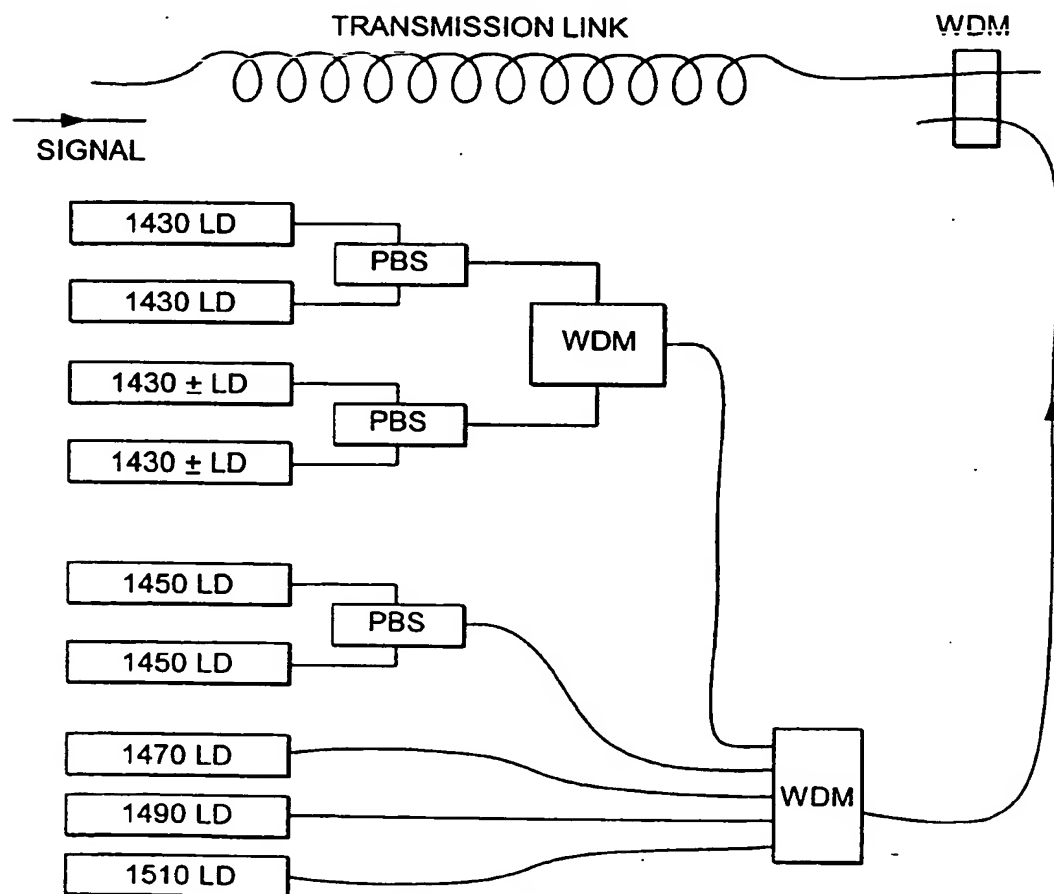 TRANSMISSION LINK
WDM
SIGNAL
1430 LD
PBS
1430 LD
WDM
1430 ± LD
PBS
1430 ± LD
1450 LD
PBS
1450 LD
1470 LD
WDM
1490 LD
1510 LD